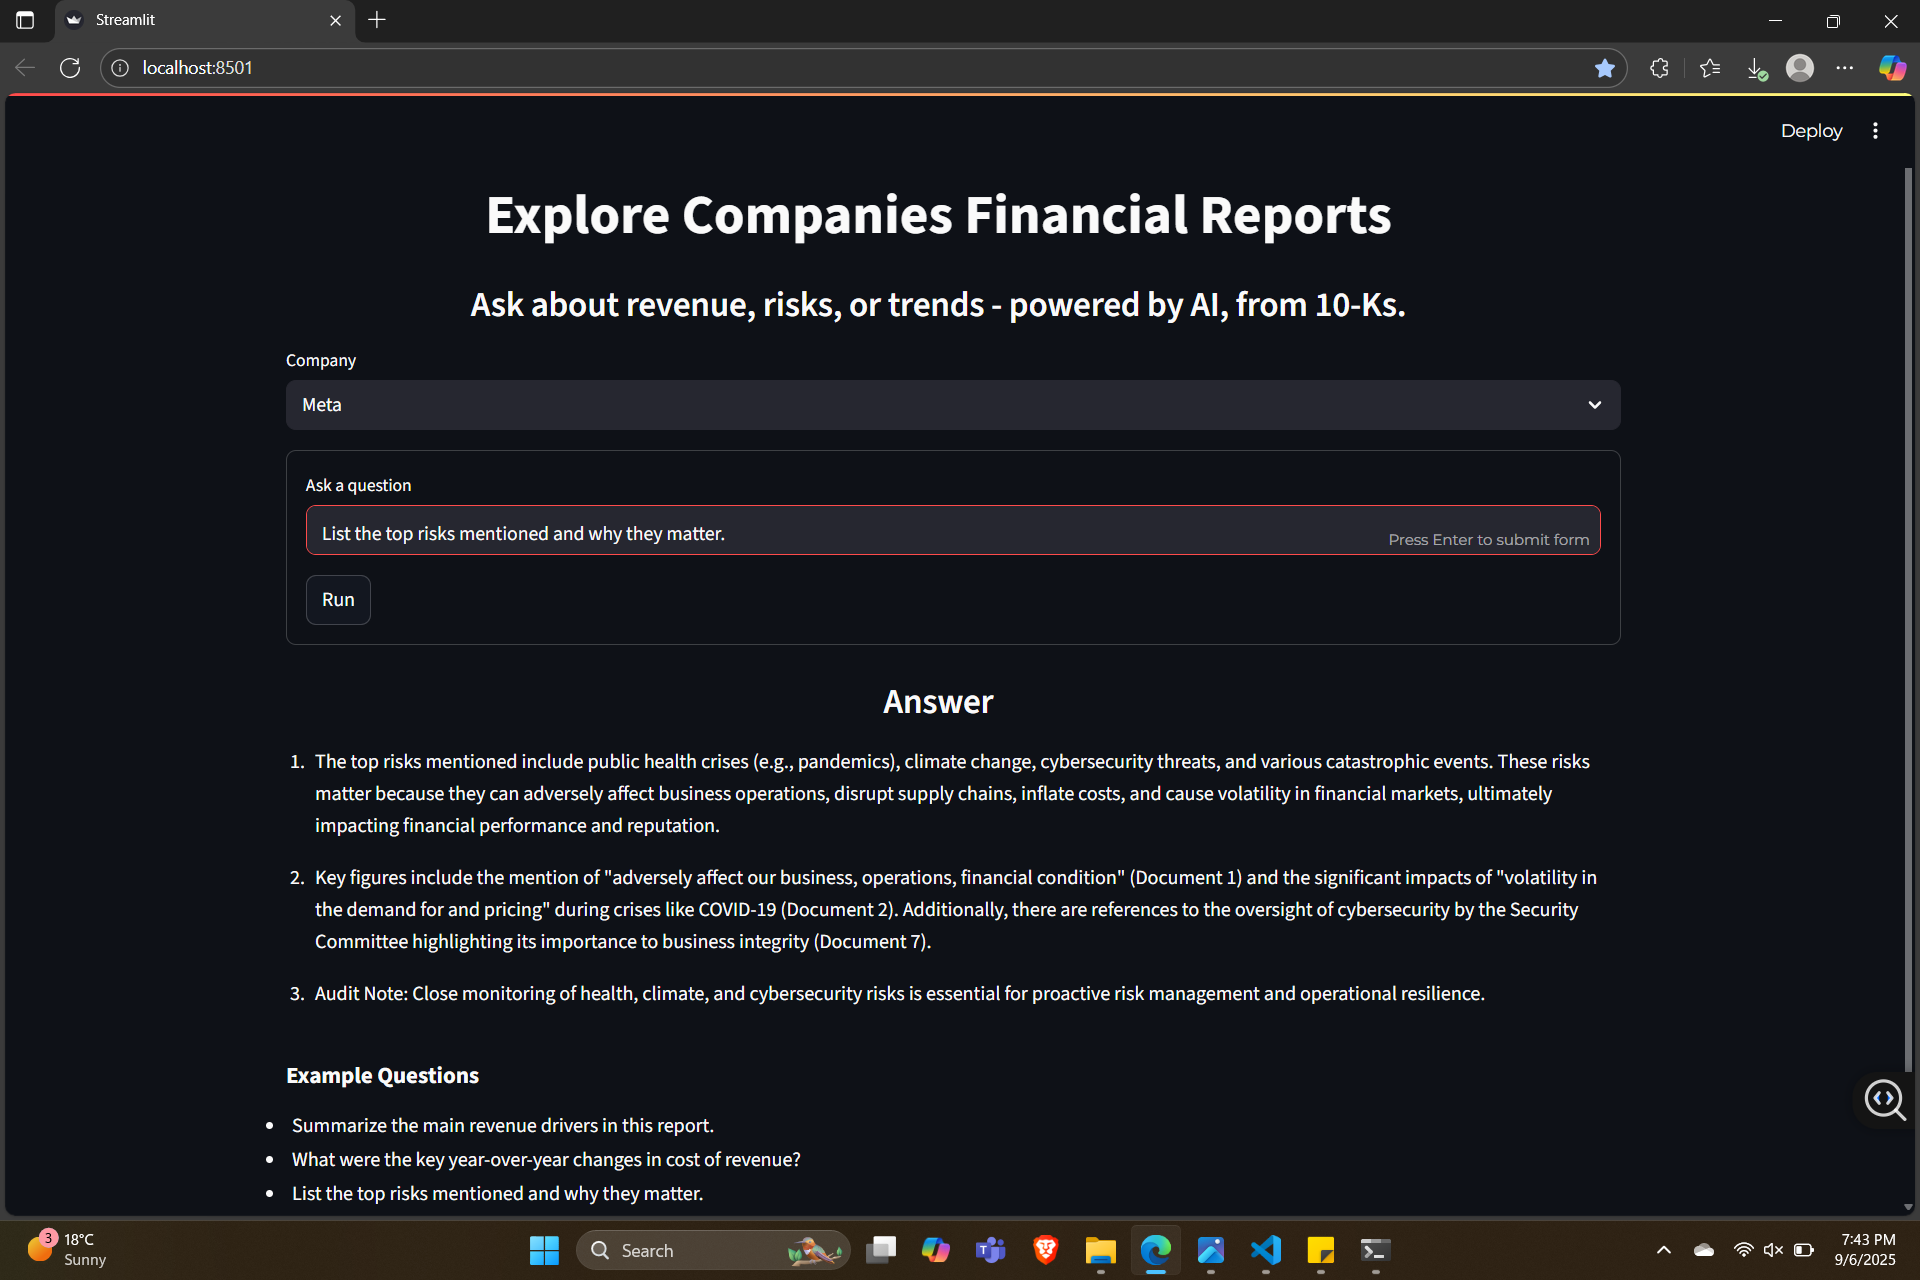 Streamlit
localhost:8501
Deploy
Explore Companies Financial Reports
Ask about revenue, risks, or trends - powered by AI, from 10-Ks.
Company
Meta
Ask a question
List the top risks mentioned and why they matter.
Press Enter to submit form
Run
Answer
1. The top risks mentioned include public health crises (e.g., pandemics), climate change, cybersecurity threats, and various catastrophic events. These risks
matter because they can adversely affect business operations, disrupt supply chains, inflate costs, and cause volatility in financial markets, ultimately
impacting financial performance and reputation.
2. Key figures include the mention of "adversely affect our business, operations, financial condition" (Document 1) and the significant impacts of "volatility in
the demand for and pricing" during crises like COVID-19 (Document 2). Additionally, there are references to the oversight of cybersecurity by the Security
Committee highlighting its importance to business integrity (Document 7).
3. Audit Note: Close monitoring of health, climate, and cybersecurity risks is essential for proactive risk management and operational resilience.
Example Questions
• Summarize the main revenue drivers in this report.
• What were the key year-over-year changes in cost of revenue?
• List the top risks mentioned and why they matter.
3
18°C
Sunny
Search
7:43 PM
9/6/2025